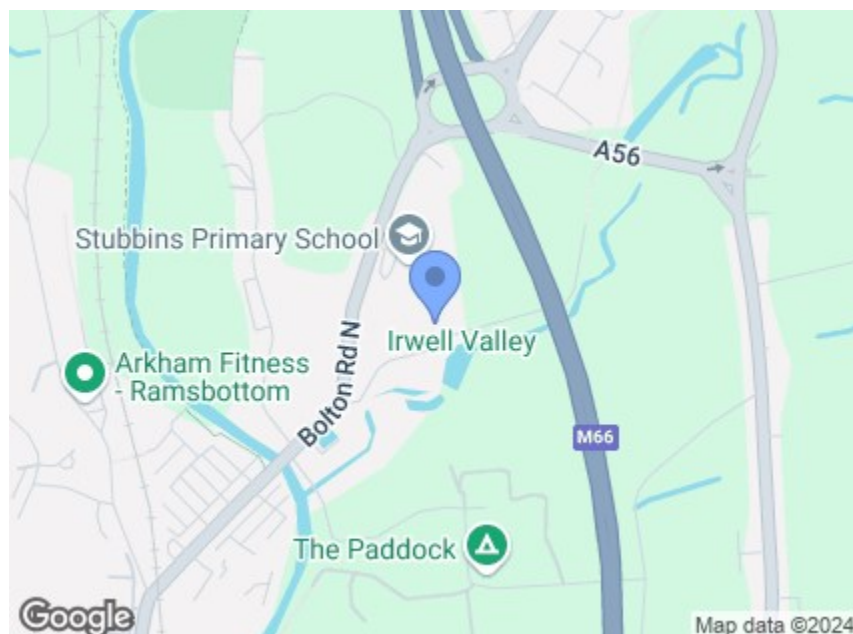 A56
Stubbins Primary School
Irwell Valley
Arkham Fitness
- Ramsbottom
Bolton Rd N
M66
The Paddock
Google
Map data ©2024